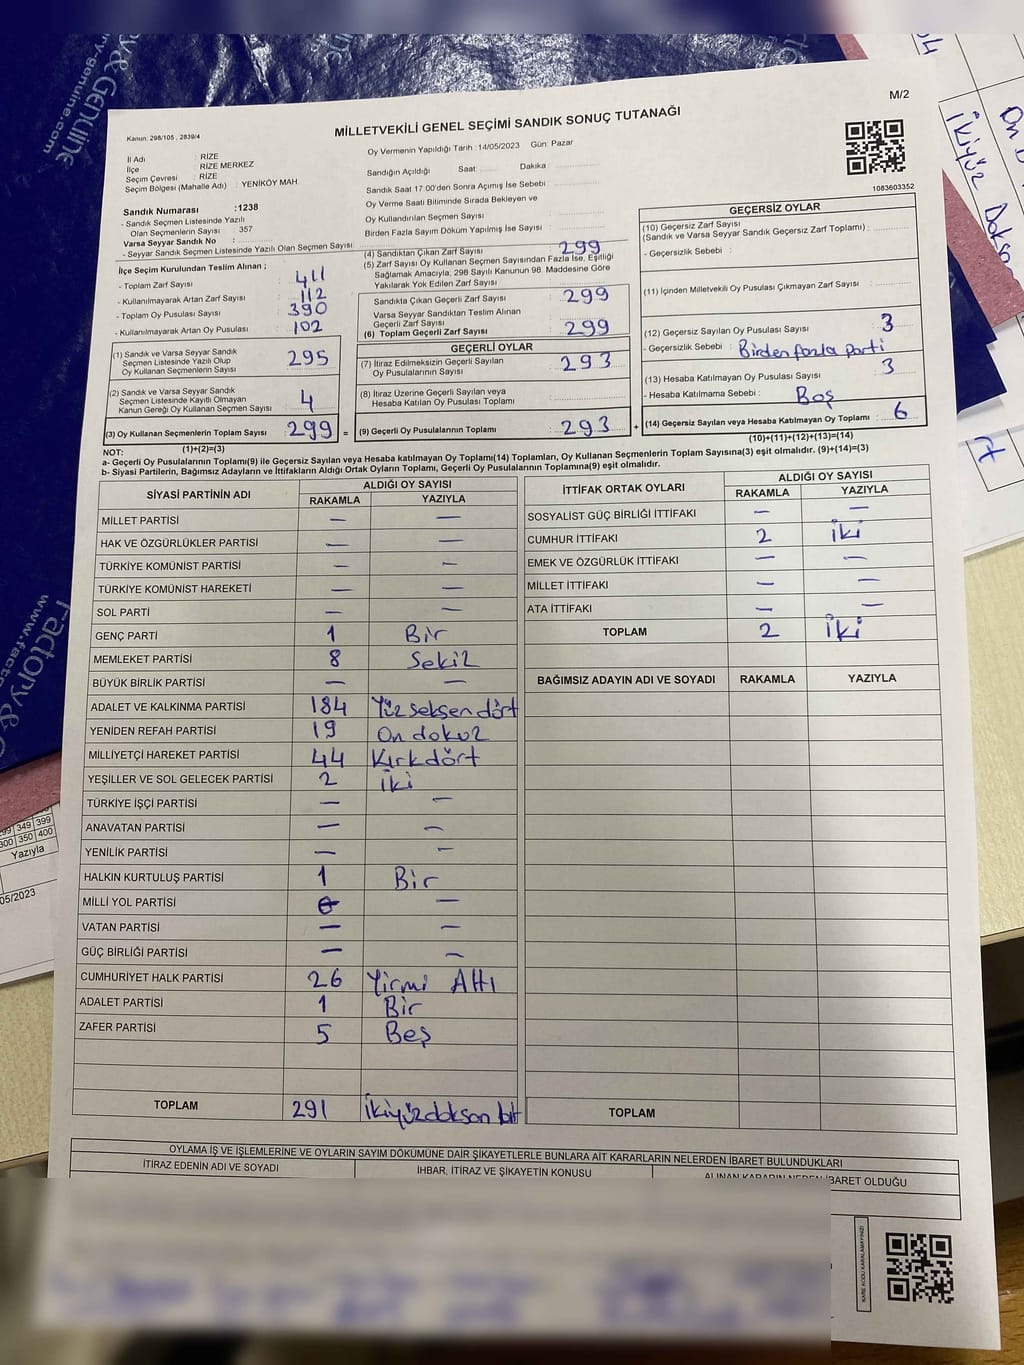 M/2
MİLLETVEKİLİ GENEL SEÇİMİ SANDIK SONUÇ TUTANAĞI
Kanun: 298/105 , 2839/4
İl Adı : RİZE
İlçe : RİZE MERKEZ
Seçim Çevresi : RİZE
Seçim Bölgesi (Mahalle Adı) : YENİKÖY MAH
Sandık Numarası :1238
- Sandık Seçmen Listesinde Yazılı
Olan Seçmenlerin Sayısı : 357
Varsa Seyyar Sandık No :
- Seyyar Sandık Seçmen Listesinde Yazılı Olan Seçmen Sayısı :
İlçe Seçim Kurulundan Teslim Alınan ;
- Toplam Zarf Sayısı : 411
- Kullanılmayarak Artan Zarf Sayısı : 112
- Toplam Oy Pusulası Sayısı : 390
- Kullanılmayarak Artan Oy Pusulası : 102
(1) Sandık ve Varsa Seyyar Sandık
Seçmen Listesinde Yazılı Olup
Oy Kullanan Seçmenlerin Sayısı : 295
(2) Sandık ve Varsa Seyyar Sandık
Seçmen Listesinde Kayıtlı Olmayan
Kanun Gereği Oy Kullanan Seçmen Sayısı : 4
(3) Oy Kullanan Seçmenlerin Toplam Sayısı : 299 =
(1)+(2)=(3)
Oy Vermenin Yapıldığı Tarih :14/05/2023 Gün: Pazar
Sandığın Açıldığı Saat: Dakika :
Sandık Saat 17 00'den Sonra Açımış İse Sebebi :
Oy Verme Saati Bitiminde Sırada Bekleyen ve
Oy Kullandırılan Seçmen Sayısı :
Birden Fazla Sayım Döküm Yapılmış İse Sayısı :
(4) Sandıktan Çıkan Zarf Sayısı : 299
(5) Zarf Sayısı Oy Kullanan Seçmen Sayısından Fazla İse, Eşitliği
Sağlamak Amacıyla, 298 Sayılı Kanunun 98. Maddesine Göre
Yakılarak Yok Edilen Zarf Sayısı :
Sandıkta Çıkan Geçerli Zarf Sayısı : 299
Varsa Seyyar Sandıktan Teslim Alınan
Geçerli Zarf Sayısı :
(6) Toplam Geçerli Zarf Sayısı : 299
GEÇERLİ OYLAR
(7) İtiraz Edilmeksizin Geçerli Sayılan
Oy Pusulalarının Sayısı : 293
(8) İtiraz Üzerine Geçerli Sayılan veya
Hesaba Katılan Oy Pusulası Toplamı :
(9) Geçerli Oy Pusulalarının Toplamı : 293 +
1083603352
GEÇERSİZ OYLAR
(10) Geçersiz Zarf Sayısı
(Sandık ve Varsa Seyyar Sandık Geçersiz Zarf Toplamı) :
- Geçersizlik Sebebi :
(11) İçinden Milletvekili Oy Pusulası Çıkmayan Zarf Sayısı :
(12) Geçersiz Sayılan Oy Pusulası Sayısı : 3
- Geçersizlik Sebebi : Birden fazla parti
(13) Hesaba Katılmayan Oy Pusulası Sayısı : 3
- Hesaba Katılmama Sebebi : Boş
(14) Geçersiz Sayılan veya Hesaba Katılmayan Oy Toplamı : 6
(10)+(11)+(12)+(13)=(14)
NOT:
a- Geçerli Oy Pusulalarının Toplamı(9) ile Geçersiz Sayılan veya Hesaba katılmayan Oy Toplamı(14) Toplamları, Oy Kullanan Seçmenlerin Toplam Sayısına(3) eşit olmalıdır. (9)+(14)=(3)
b- Siyasi Partilerin, Bağımsız Adayların ve İttifakların Aldığı Ortak Oyların Toplamı, Geçerli Oy Pusulalarının Toplamına(9) eşit olmalıdır.
SİYASİ PARTİNİN ADI ALDIĞI OY SAYISI
RAKAMLA YAZIYLA
MİLLET PARTİSİ — —
HAK VE ÖZGÜRLÜKLER PARTİSİ — —
TÜRKİYE KOMÜNİST PARTİSİ — —
TÜRKİYE KOMÜNİST HAREKETİ — —
SOL PARTİ — —
GENÇ PARTİ 1 Bir
MEMLEKET PARTİSİ 8 Sekiz
BÜYÜK BİRLİK PARTİSİ — —
ADALET VE KALKINMA PARTİSİ 184 Yüz seksen dört
YENİDEN REFAH PARTİSİ 19 On dokuz
MİLLİYETÇİ HAREKET PARTİSİ 44 Kırkdört
YEŞİLLER VE SOL GELECEK PARTİSİ 2 iki
TÜRKİYE İŞÇİ PARTİSİ — —
ANAVATAN PARTİSİ — —
YENİLİK PARTİSİ — —
HALKIN KURTULUŞ PARTİSİ 1 Bir
MİLLİ YOL PARTİSİ — —
VATAN PARTİSİ — —
GÜÇ BİRLİĞİ PARTİSİ — —
CUMHURİYET HALK PARTİSİ 26 Yirmi Altı
ADALET PARTİSİ 1 Bir
ZAFER PARTİSİ 5 Beş
TOPLAM 291 ikiyüzdoksan bir
İTTİFAK ORTAK OYLARI ALDIĞI OY SAYISI
RAKAMLA YAZIYLA
SOSYALİST GÜÇ BİRLİĞİ İTTİFAKI — —
CUMHUR İTTİFAKI 2 iki
EMEK VE ÖZGÜRLÜK İTTİFAKI — —
MİLLET İTTİFAKI — —
ATA İTTİFAKI — —
TOPLAM 2 iki
BAĞIMSIZ ADAYIN ADI VE SOYADI RAKAMLA YAZIYLA
TOPLAM
OYLAMA İŞ VE İŞLEMLERİNE VE OYLARIN SAYIM DÖKÜMÜNE DAİR ŞİKAYETLERLE BUNLARA AİT KARARLARIN NELERDEN İBARET BULUNDUKLARI
İTİRAZ EDENİN ADI VE SOYADI
İHBAR, İTİRAZ VE ŞİKAYETİN KONUSU
ALINAN KARARIN NEDEN İBARET OLDUĞU
KARE KODU KARALAMAYINIZ!
y & Genuine
genuine.com
Factory &
www.facto
349 399
300 350 400
Yazıyla
05/2023
İkiyüz Doksan
7